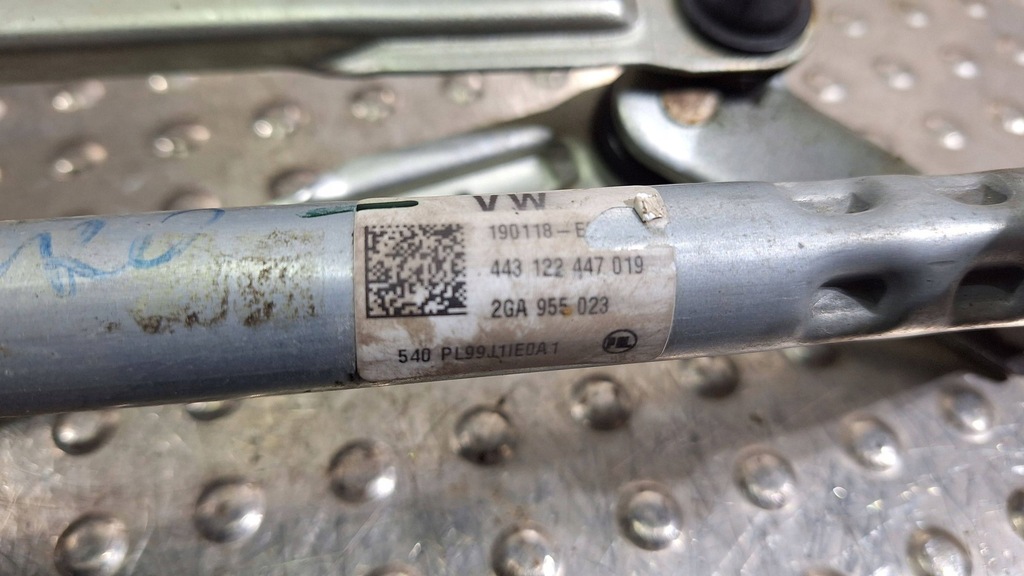 VW
190118-E
443 122 447 019
2GA 955 023
540 PL99J1IE0A1